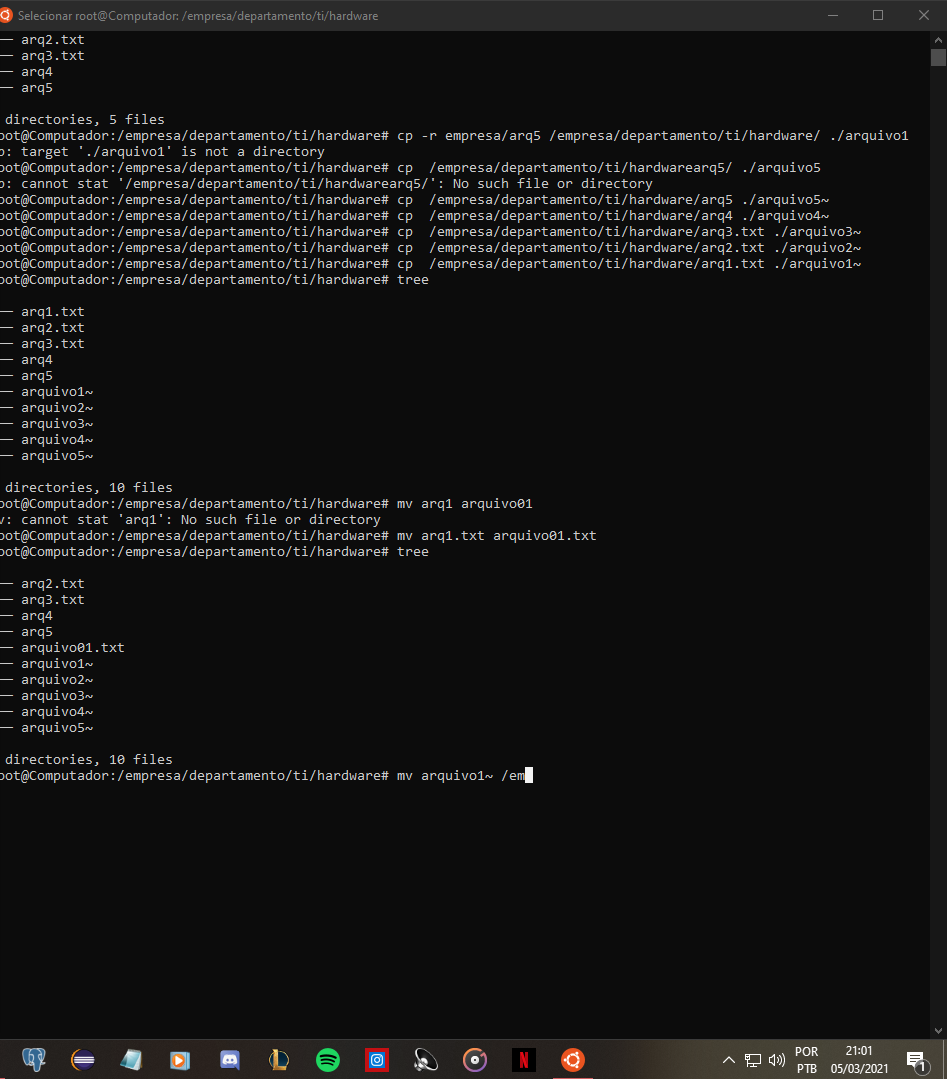 Selecionar root@Computador: /empresa/departamento/ti/hardware
── arq2.txt
── arq3.txt
── arq4
── arq5
directories, 5 files
oot@Computador:/empresa/departamento/ti/hardware# cp -r empresa/arq5 /empresa/departamento/ti/hardware/ ./arquivo1
p: target './arquivo1' is not a directory
oot@Computador:/empresa/departamento/ti/hardware# cp  /empresa/departamento/ti/hardwarearq5/ ./arquivo5
p: cannot stat '/empresa/departamento/ti/hardwarearq5/': No such file or directory
oot@Computador:/empresa/departamento/ti/hardware# cp  /empresa/departamento/ti/hardware/arq5 ./arquivo5~
oot@Computador:/empresa/departamento/ti/hardware# cp  /empresa/departamento/ti/hardware/arq4 ./arquivo4~
oot@Computador:/empresa/departamento/ti/hardware# cp  /empresa/departamento/ti/hardware/arq3.txt ./arquivo3~
oot@Computador:/empresa/departamento/ti/hardware# cp  /empresa/departamento/ti/hardware/arq2.txt ./arquivo2~
oot@Computador:/empresa/departamento/ti/hardware# cp  /empresa/departamento/ti/hardware/arq1.txt ./arquivo1~
oot@Computador:/empresa/departamento/ti/hardware# tree
── arq1.txt
── arq2.txt
── arq3.txt
── arq4
── arq5
── arquivo1~
── arquivo2~
── arquivo3~
── arquivo4~
── arquivo5~
directories, 10 files
oot@Computador:/empresa/departamento/ti/hardware# mv arq1 arquivo01
v: cannot stat 'arq1': No such file or directory
oot@Computador:/empresa/departamento/ti/hardware# mv arq1.txt arquivo01.txt
oot@Computador:/empresa/departamento/ti/hardware# tree
── arq2.txt
── arq3.txt
── arq4
── arq5
── arquivo01.txt
── arquivo1~
── arquivo2~
── arquivo3~
── arquivo4~
── arquivo5~
directories, 10 files
oot@Computador:/empresa/departamento/ti/hardware# mv arquivo1~ /em
POR 21:01
PTB 05/03/2021
1